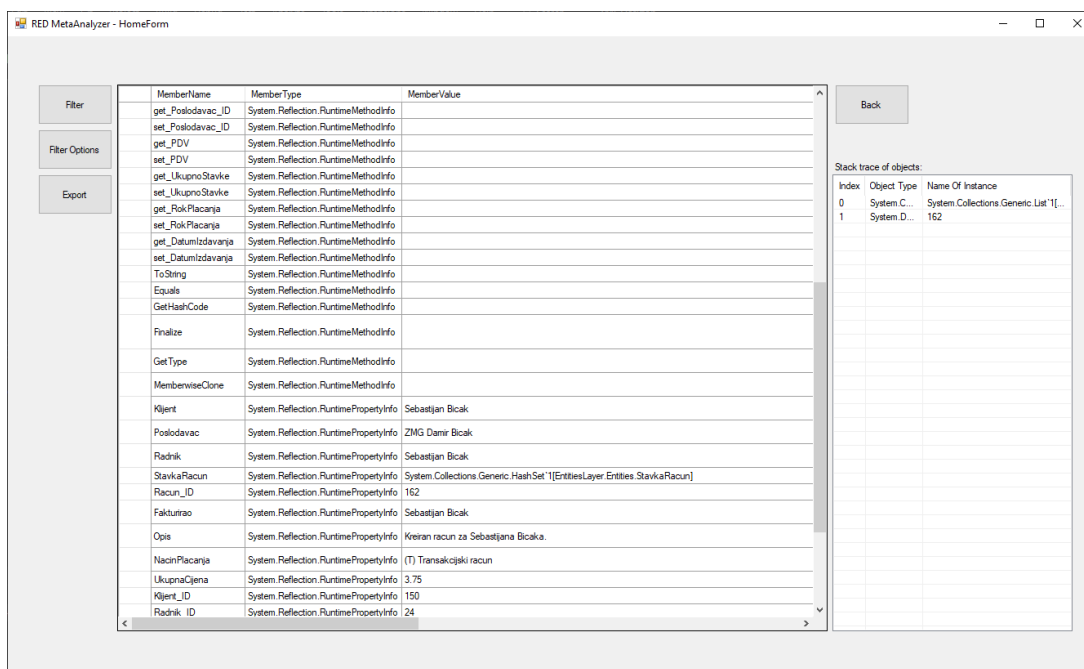 RED MetaAnalyzer - HomeForm
Filter
Filter Options
Export
MemberName MemberType MemberValue
get_Poslodavac_ID System.Reflection.RuntimeMethodInfo
set_Poslodavac_ID System.Reflection.RuntimeMethodInfo
get_PDV System.Reflection.RuntimeMethodInfo
set_PDV System.Reflection.RuntimeMethodInfo
get_UkupnoStavke System.Reflection.RuntimeMethodInfo
set_UkupnoStavke System.Reflection.RuntimeMethodInfo
get_RokPlacanja System.Reflection.RuntimeMethodInfo
set_RokPlacanja System.Reflection.RuntimeMethodInfo
get_DatumIzdavanja System.Reflection.RuntimeMethodInfo
set_DatumIzdavanja System.Reflection.RuntimeMethodInfo
ToString System.Reflection.RuntimeMethodInfo
Equals System.Reflection.RuntimeMethodInfo
GetHashCode System.Reflection.RuntimeMethodInfo
Finalize System.Reflection.RuntimeMethodInfo
GetType System.Reflection.RuntimeMethodInfo
MemberwiseClone System.Reflection.RuntimeMethodInfo
Klijent System.Reflection.RuntimePropertyInfo Sebastijan Bicak
Poslodavac System.Reflection.RuntimePropertyInfo ZMG Damir Bicak
Radnik System.Reflection.RuntimePropertyInfo Sebastijan Bicak
StavkaRacun System.Reflection.RuntimePropertyInfo System.Collections.Generic.HashSet`1[EntitiesLayer.Entities.StavkaRacun]
Racun_ID System.Reflection.RuntimePropertyInfo 162
Fakturirao System.Reflection.RuntimePropertyInfo Sebastijan Bicak
Opis System.Reflection.RuntimePropertyInfo Kreiran racun za Sebastijana Bicaka.
NacinPlacanja System.Reflection.RuntimePropertyInfo (T) Transakcijski racun
UkupnaCijena System.Reflection.RuntimePropertyInfo 3.75
Klijent_ID System.Reflection.RuntimePropertyInfo 150
Radnik_ID System.Reflection.RuntimePropertyInfo 24
Back
Stack trace of objects:
Index Object Type Name Of Instance
0 System.C... System.Collections.Generic.List`1[...
1 System.D... 162